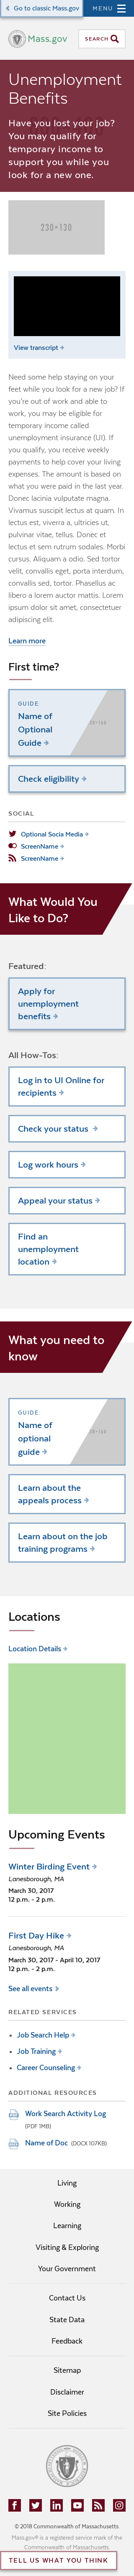 Go to classic Mass.gov
MENU
Mass.gov
SEARCH
Unemployment
Benefits
Have you lost your job?
You may qualify for
temporary income to
support you while you
look for a new one.
230×130
View transcript
Need some help staying on your feet
while you look for a new job? If
you're out of work and able to
work, you may be eligible for
temporary income called
unemployment insurance (UI). If
you qualify, you receive weekly
payments to help cover your living
expenses. The amount is based on
what you were paid in your old job.
Donec lacinia vulputate magna.
Vivamus suscipit lacus at quam. In
lectus est, viverra a, ultricies ut,
pulvinar vitae, tellus. Duis eu
sem non turpis sodales. Morbi
cursus. Aliquam a odio. Sed tortor
velit, convallis eget, porta interdum,
convallis sed, tortor. Phasellus ac
libero a lorem auctor mattis. Lorem
ipsum dolor sit amet, consectetuer
adipiscing elit.
Learn more
First time?
GUIDE:
Name of
Optional
Guide
Check eligibility
SOCIAL
Optional Socia Media
ScreenName
ScreenName
What Would You
Like to Do?
Featured:
Apply for
unemployment
benefits
All How-Tos:
Log in to UI Online for
recipients
Check your status
Log work hours
Appeal your status
Find an
unemployment
location
What you need to
know
GUIDE:
Name of
optional
guide
Learn about the
appeals process
Learn about on the job
training programs
Locations
Location Details
Upcoming Events
Winter Birding Event
Lanesborough, MA
March 30, 2017
12 p.m. - 2 p.m.
First Day Hike
Lanesborough, MA
March 30, 2017 - April 10, 2017
12 p.m. - 2 p.m.
See all events
RELATED SERVICES
Job Search Help
Job Training
Career Counseling
ADDITIONAL RESOURCES
Work Search Activity Log
(PDF 1MB)
Name of Doc (DOCX 107KB)
Living
Working
Learning
Visiting & Exploring
Your Government
Contact Us
State Data
Feedback
Sitemap
Disclaimer
Site Policies
© 2018 Commonwealth of Massachusetts.
Mass.gov® is a registered service mark of the
Commonwealth of Massachusetts.
TELL US WHAT YOU THINK